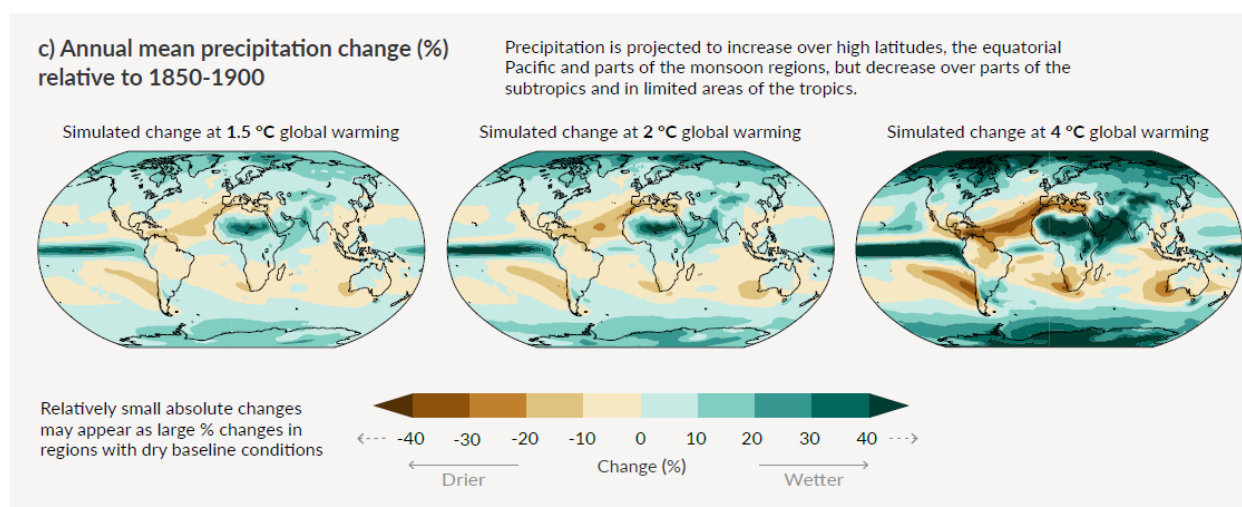 c) Annual mean precipitation change (%)
relative to 1850-1900
Precipitation is projected to increase over high latitudes, the equatorial
Pacific and parts of the monsoon regions, but decrease over parts of the
subtropics and in limited areas of the tropics.
Simulated change at 1.5 °C global warming
Simulated change at 2 °C global warming
Simulated change at 4 °C global warming
Relatively small absolute changes
may appear as large % changes in
regions with dry baseline conditions
-40 -30 -20 -10 0 10 20 30 40
Change (%)
Drier
Wetter